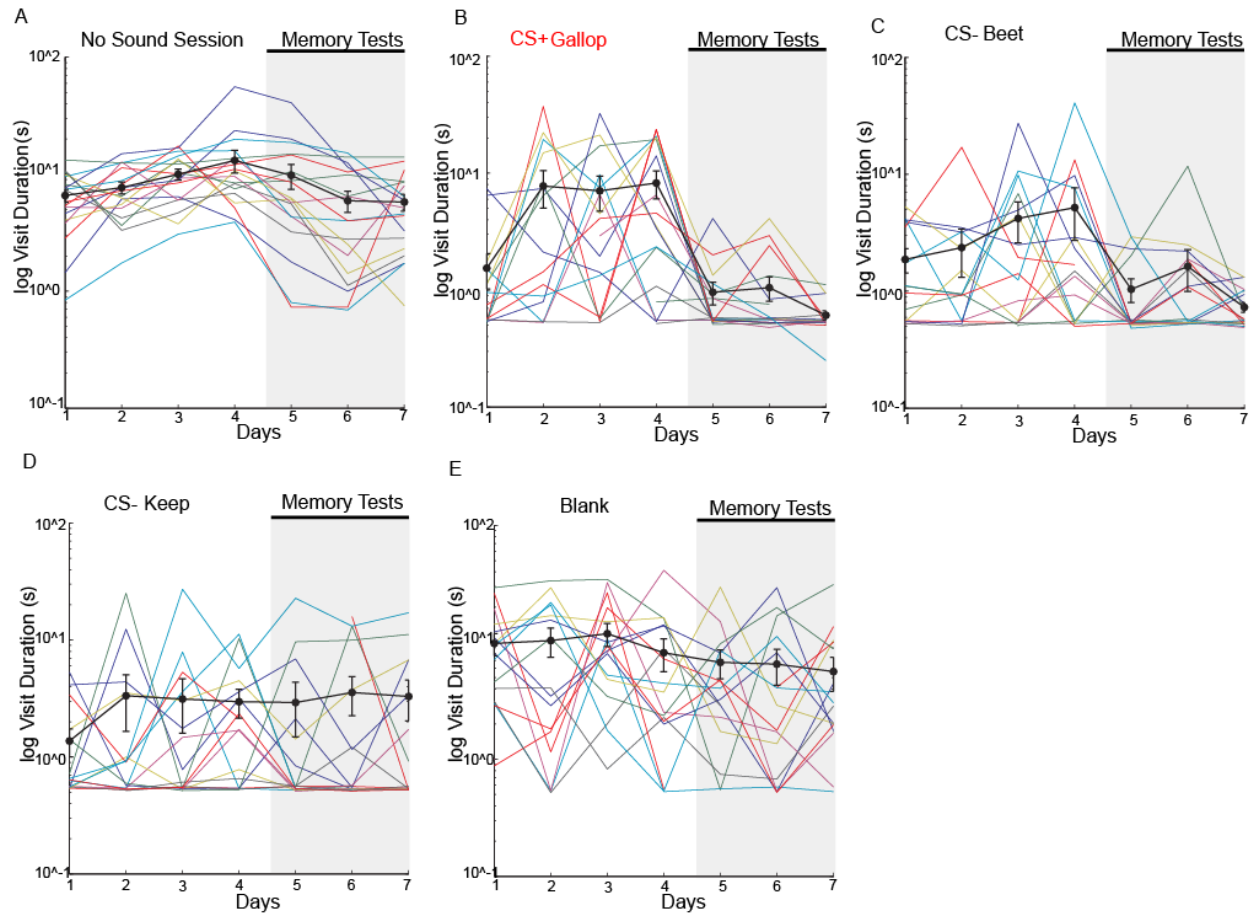 A
No Sound Session
Memory Tests
10^2
10^1
10^0
10^-1
log Visit Duration (s)
1 2 3 4 5 6 7
Days
B
CS+ Gallop
Memory Tests
10^2
10^1
10^0
10^-1
log Visit Duration (s)
1 2 3 4 5 6 7
Days
C
CS- Beet
Memory Tests
10^2
10^1
10^0
10^-1
log Visit Duration (s)
1 2 3 4 5 6 7
Days
D
CS- Keep
Memory Tests
10^2
10^1
10^0
10^-1
log Visit Duration (s)
1 2 3 4 5 6 7
Days
E
Blank
Memory Tests
10^2
10^1
10^0
10^-1
log Visit Duration (s)
1 2 3 4 5 6 7
Days